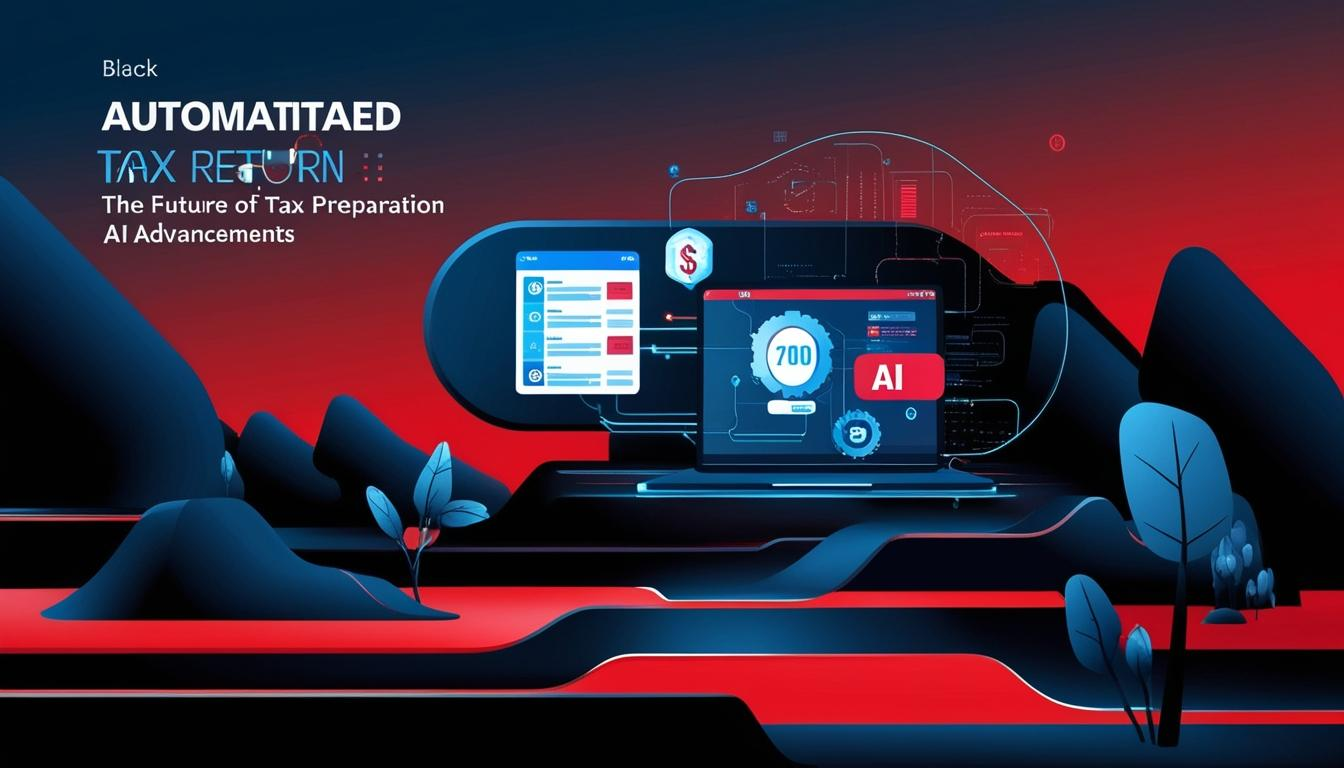 Black
AUTOMATITAED
TAX RETURN
The Future of Tax Preparation
AI Advancements
$
700
AI